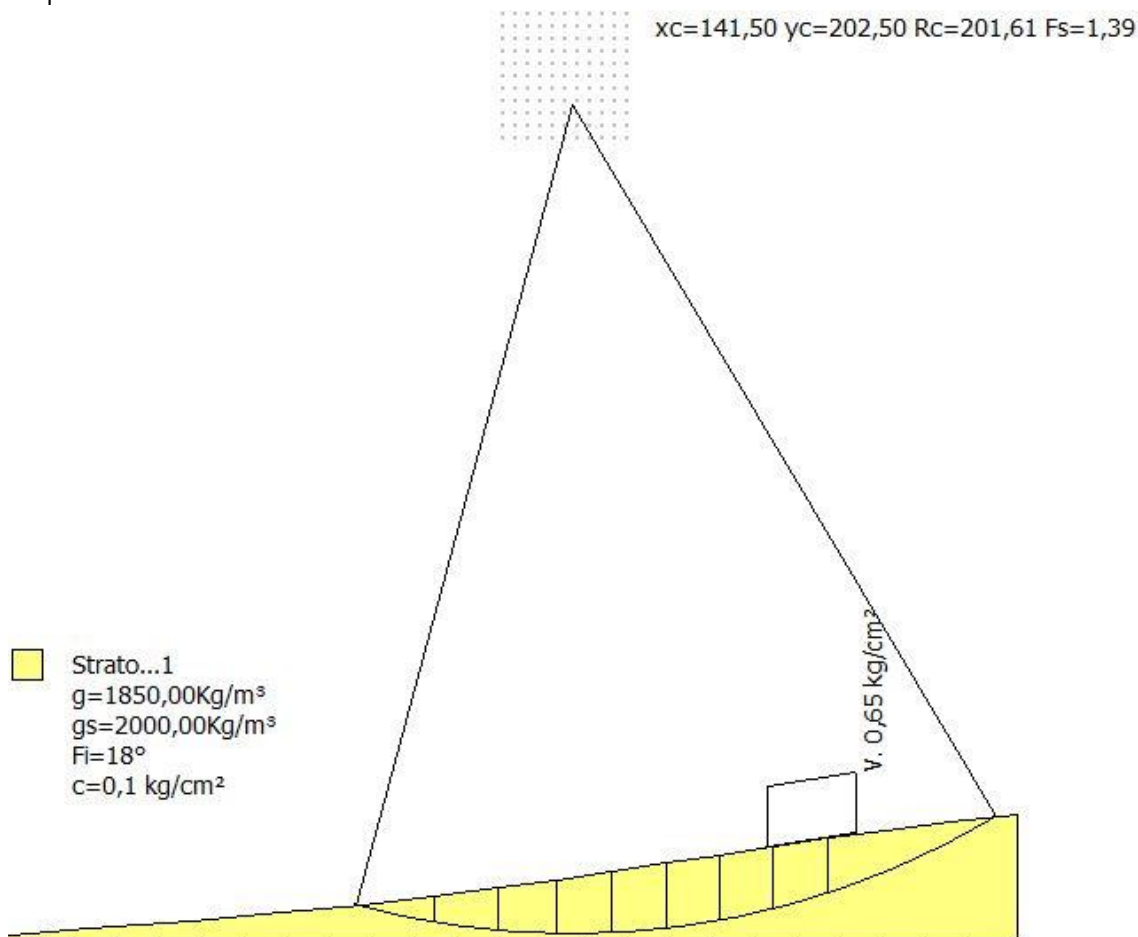 xc=141,50 yc=202,50 Rc=201,61 Fs=1,39
V. 0,65 kg/cm²
Strato...1
g=1850,00Kg/m³
gs=2000,00Kg/m³
Fi=18°
c=0,1 kg/cm²